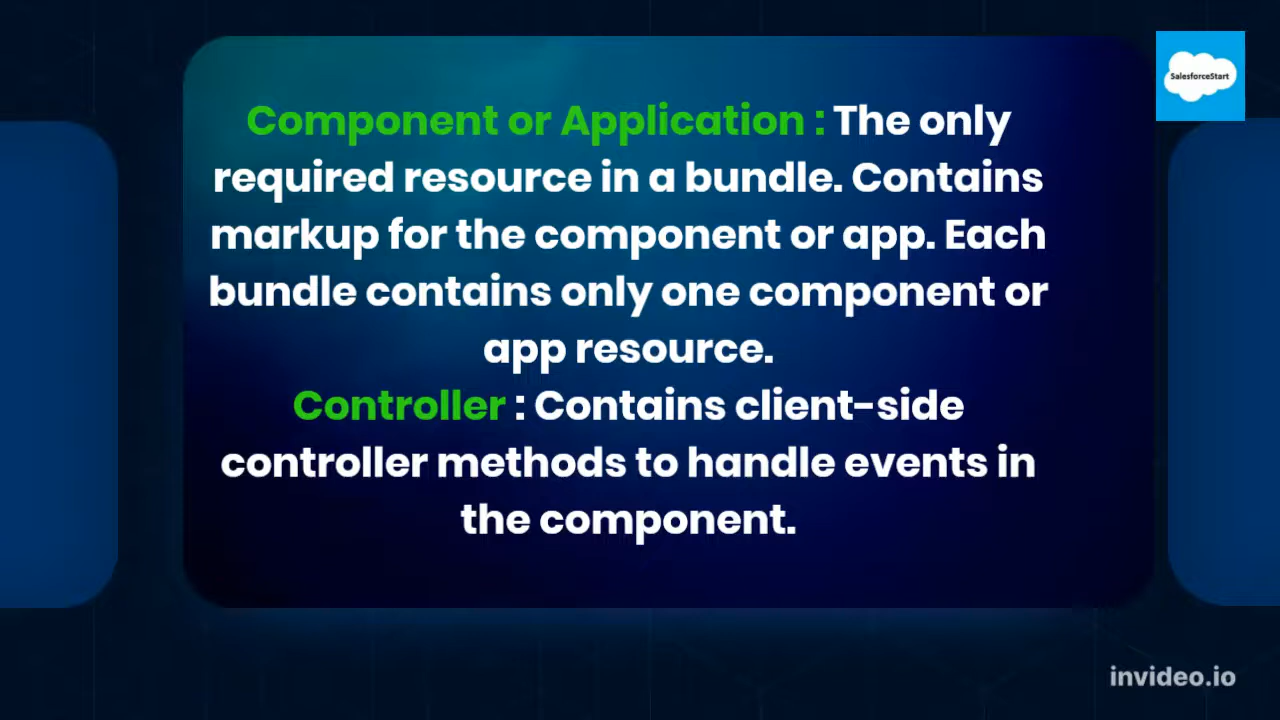 SalesforceStart
Component or Application : The only
required resource in a bundle. Contains
markup for the component or app. Each
bundle contains only one component or
app resource.
Controller : Contains client-side
controller methods to handle events in
the component.
invideo.io